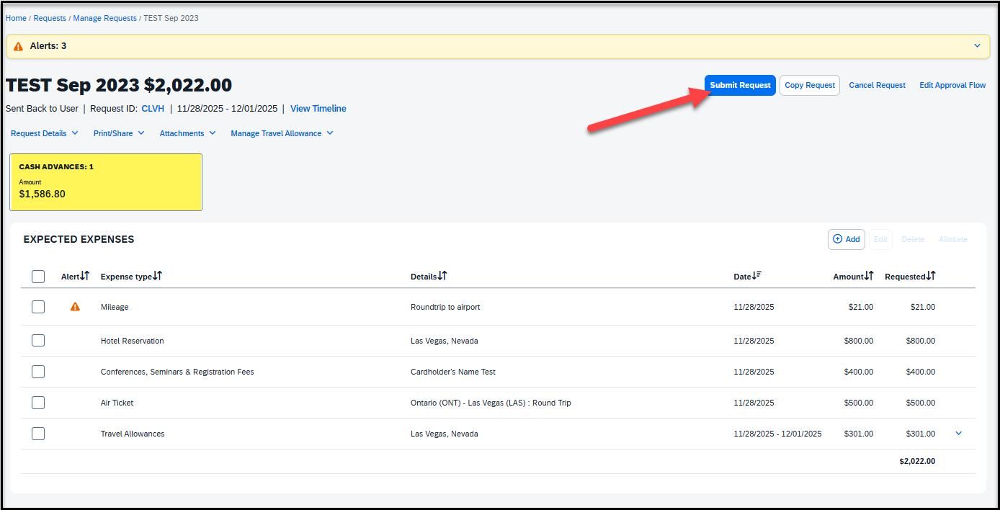 Home / Requests / Manage Requests / TEST Sep 2023
Alerts: 3
TEST Sep 2023 $2,022.00
Submit Request Copy Request Cancel Request Edit Approval Flow
Sent Back to User | Request ID: CLVH | 11/28/2025 - 12/01/2025 | View Timeline
Request Details Print/Share Attachments Manage Travel Allowance
CASH ADVANCES: 1
Amount
$1,586.80
EXPECTED EXPENSES
Add Edit Delete Allocate
Alert Expense type Details Date Amount Requested
Mileage Roundtrip to airport 11/28/2025 $21.00 $21.00
Hotel Reservation Las Vegas, Nevada 11/28/2025 $800.00 $800.00
Conferences, Seminars & Registration Fees Cardholder's Name Test 11/28/2025 $400.00 $400.00
Air Ticket Ontario (ONT) - Las Vegas (LAS) : Round Trip 11/28/2025 $500.00 $500.00
Travel Allowances Las Vegas, Nevada 11/28/2025 - 12/01/2025 $301.00 $301.00
$2,022.00